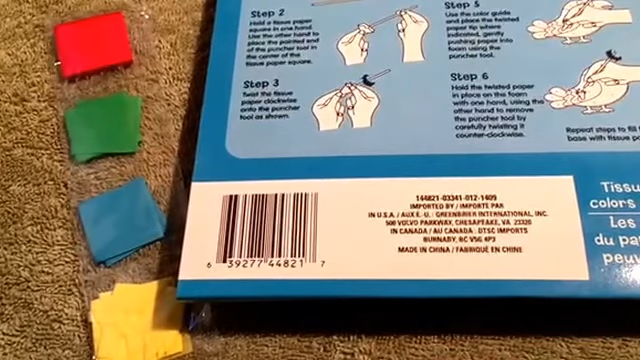 Step 2
Hold a tissue paper
square in one hand.
Use the other hand to
place the pointed end
of the puncher tool in
the center of the
tissue paper square.
Step 3
Twist the tissue
paper clockwise
onto the puncher
tool as shown.
Step 5
Use the color guide
and place the twisted
paper tip where
indicated, gently
pushing paper into
foam using the
puncher tool.
Step 6
Hold the twisted paper
in place on the foam
with one hand, using the
other hand to remove
the puncher tool by
carefully twisting it
counter-clockwise.
Repeat steps to fill
base with tissue
144821-03341-012-1409
IMPORTED BY / IMPORTÉ PAR
IN U.S.A. / AUX É.-U. : GREENBRIER INTERNATIONAL, INC.
500 VOLVO PARKWAY, CHESAPEAKE, VA 23320
IN CANADA / AU CANADA : DTSC IMPORTS
BURNABY, BC V5G 4P3
MADE IN CHINA / FABRIQUÉ EN CHINE
6 39277 44821 7
Tissu
colors
Les
du pa
peuv